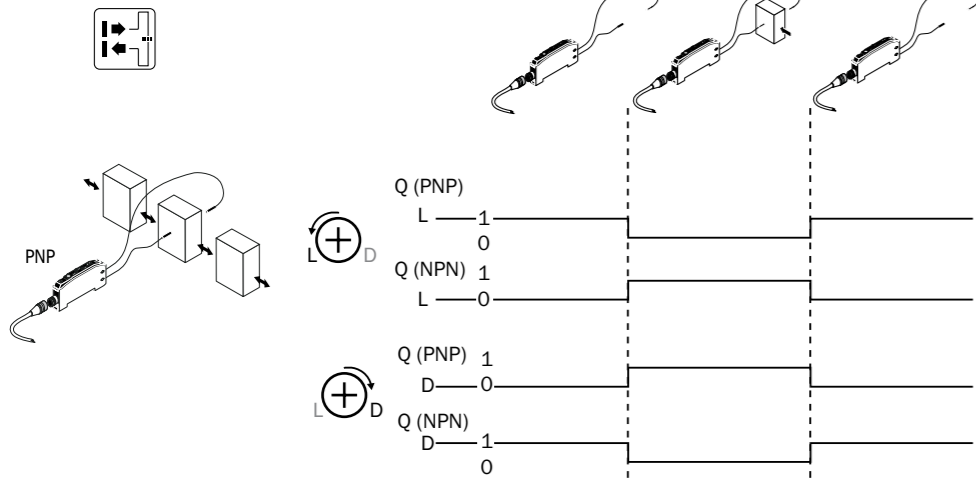 PNP
Q (PNP)
L 1
0
L D
Q (NPN) 1
L 0
Q (PNP) 1
D 0
L D
Q (NPN)
D 1
0